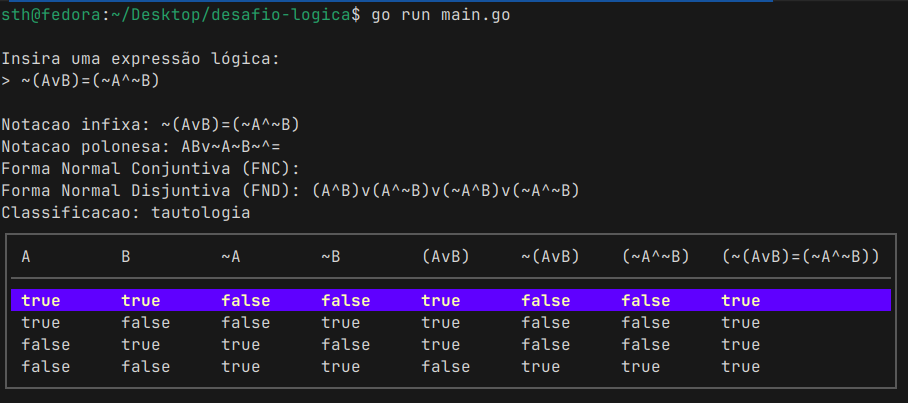 sth@fedora:~/Desktop/desafio-logica$ go run main.go
Insira uma expressão lógica:
> ~(AvB)=(~A^~B)
Notacao infixa: ~(AvB)=(~A^~B)
Notacao polonesa: ABv~A~B~^=
Forma Normal Conjuntiva (FNC):
Forma Normal Disjuntiva (FND): (A^B)v(A^~B)v(~A^B)v(~A^~B)
Classificacao: tautologia
A B ~A ~B (AvB) ~(AvB) (~A^~B) (~(AvB)=(~A^~B))
true true false false true false false true
true false false true true false false true
false true true false true false false true
false false true true false true true true